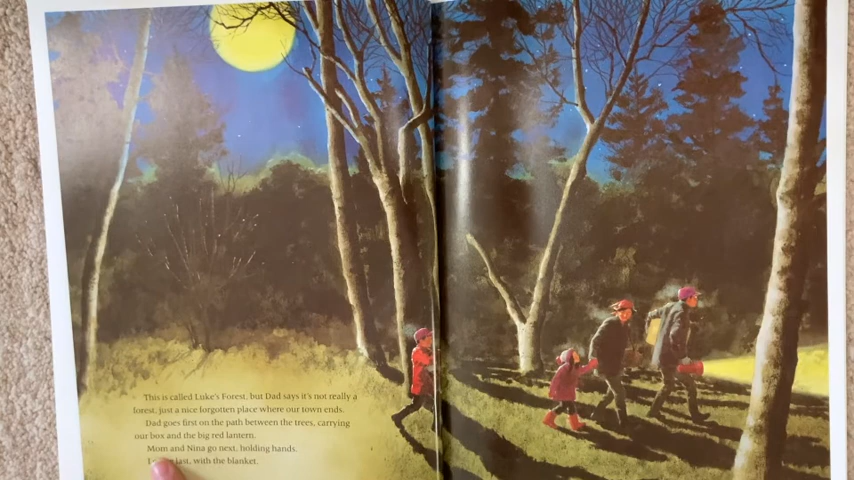 This is called Luke's Forest, but Dad says it's not really a
forest, just a nice forgotten place where our town ends.
Dad goes first on the path between the trees, carrying
our box and the big red lantern.
Mom and Nina go next, holding hands.
I last, with the blanket.